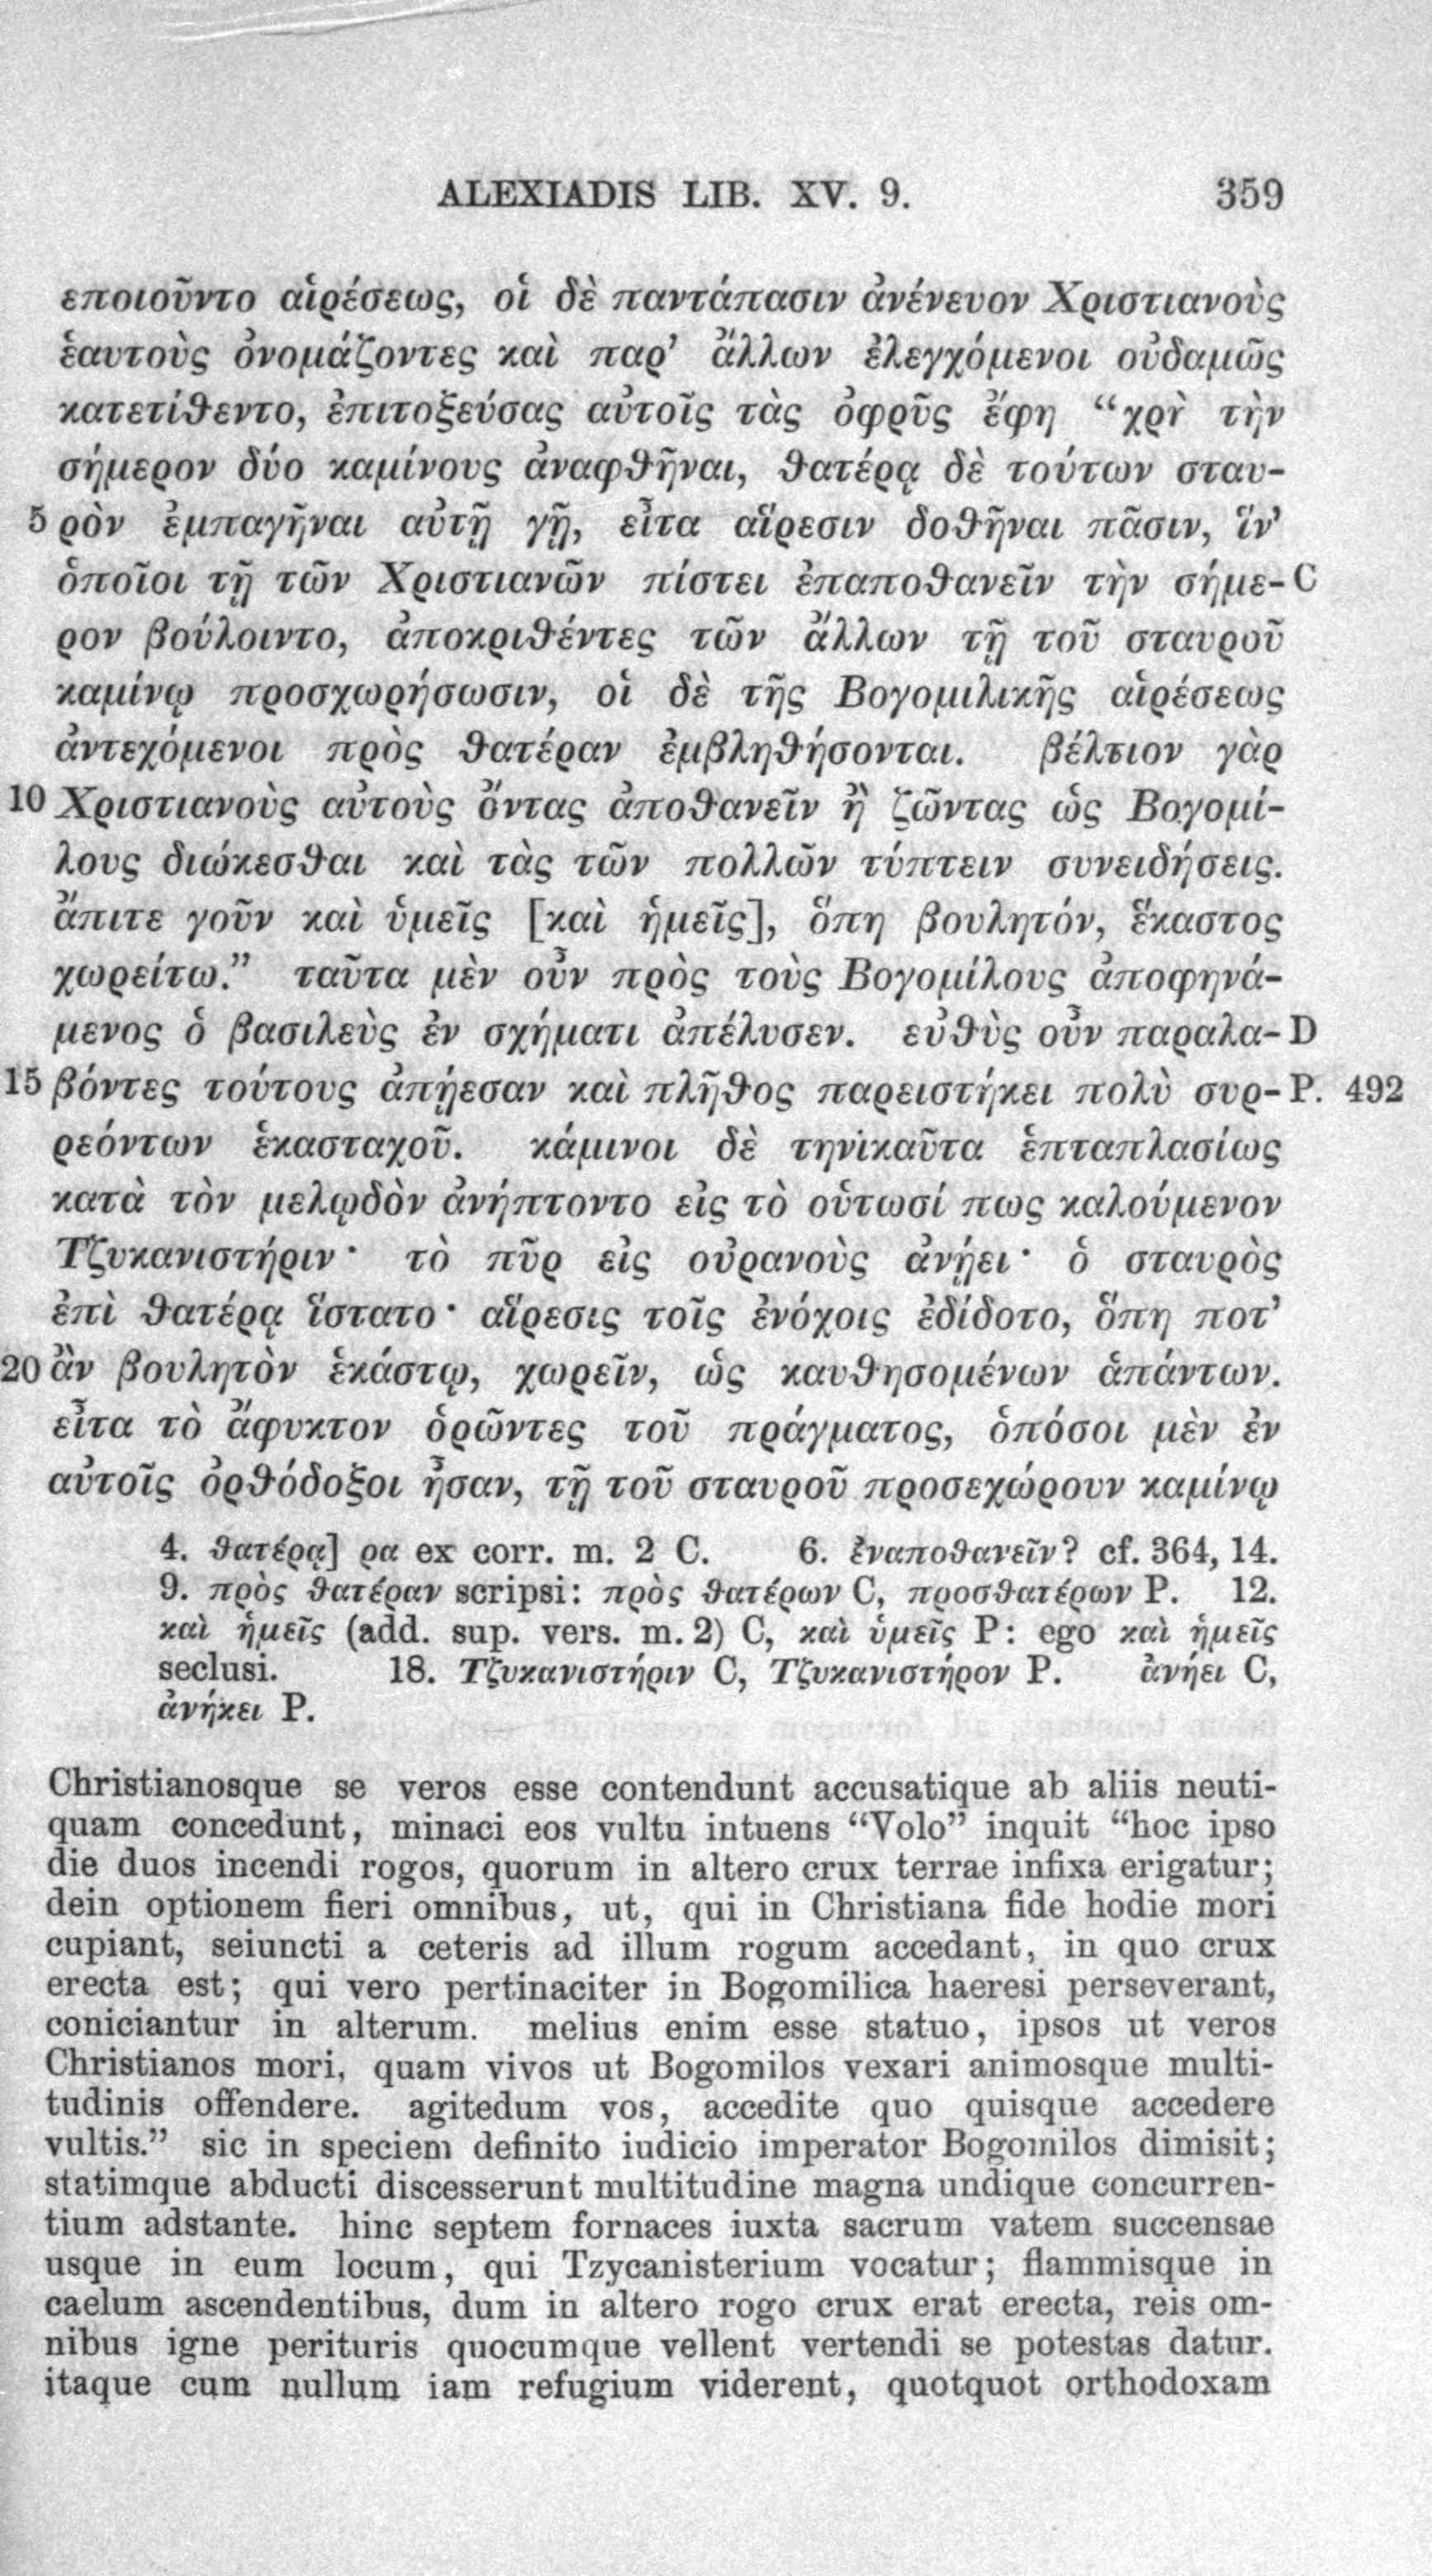 ALEXIADIS LIB. XV. 9. 359
εποιοῦντο αἱρέσεως, οἱ δὲ παντάπασιν ἀνένευον Χριστιανοὺς
ἑαυτοὺς ὀνομάζοντες καὶ παρ’ ἄλλων ἐλεγχόμενοι οὐδαμῶς
κατετίθεντο, ἐπιτοξεύσας αὐτοῖς τὰς ὀφρῦς ἔφη “χρὴ τὴν
σήμερον δύο καμίνους ἀναφθῆναι, θατέρᾳ δὲ τούτων σταυ-
5 ρὸν ἐμπαγῆναι αὐτῇ γῇ, εἶτα αἵρεσιν δοθῆναι πᾶσιν, ἵν’
ὁποῖοι τῇ τῶν Χριστιανῶν πίστει ἐπαποθανεῖν τὴν σήμε- C
ρον βούλοιντο, ἀποκριθέντες τῶν ἄλλων τῇ τοῦ σταυροῦ
καμίνῳ προσχωρήσωσιν, οἱ δὲ τῆς Βογομιλικῆς αἱρέσεως
ἀντεχόμενοι πρὸς θατέραν ἐμβληθήσονται. βέλτιον γὰρ
10 Χριστιανοὺς αὐτοὺς ὄντας ἀποθανεῖν ἢ ζῶντας ὡς Βογομί-
λους διώκεσθαι καὶ τὰς τῶν πολλῶν τύπτειν συνειδήσεις.
ἄπιτε γοῦν καὶ ὑμεῖς [καὶ ἡμεῖς], ὅπη βουλητόν, ἕκαστος
χωρείτω.” ταῦτα μὲν οὖν πρὸς τοὺς Βογομίλους ἀποφηνά-
μενος ὁ βασιλεὺς ἐν σχήματι ἀπέλυσεν. εὐθὺς οὖν παραλα- D
15 βόντες τούτους ἀπῄεσαν καὶ πλῆθος παρειστήκει πολὺ συρ- P. 492
ρεόντων ἑκασταχοῦ. κάμινοι δὲ τηνικαῦτα ἑπταπλασίως
κατὰ τὸν μελῳδὸν ἀνήπτοντο εἰς τὸ οὑτωσί πως καλούμενον
Τζυκανιστήριν· τὸ πῦρ εἰς οὐρανοὺς ἀνῄει· ὁ σταυρὸς
ἐπὶ θατέρᾳ ἵστατο· αἵρεσις τοῖς ἐνόχοις ἐδίδοτο, ὅπη ποτ’
20 ἂν βουλητὸν ἑκάστῳ, χωρεῖν, ὡς καυθησομένων ἁπάντων.
εἶτα τὸ ἄφυκτον ὁρῶντες τοῦ πράγματος, ὁπόσοι μὲν ἐν
αὐτοῖς ὀρθόδοξοι ἦσαν, τῇ τοῦ σταυροῦ προσεχώρουν καμίνῳ
4. θατέρᾳ] ρα ex corr. m. 2 C. 6. ἐναποθανεῖν? cf. 364, 14.
9. πρὸς θατέραν scripsi: πρὸς θατέρων C, προσθατέρων P. 12.
καὶ ἡμεῖς (add. sup. vers. m. 2) C, καὶ ὑμεῖς P: ego καὶ ἡμεῖς
seclusi. 18. Τζυκανιστήριν C, Τζυκανιστήρον P. ἀνήει C,
ἀνήκει P.
Christianosque se veros esse contendunt accusatique ab aliis neuti-
quam concedunt, minaci eos vultu intuens “Volo” inquit “hoc ipso
die duos incendi rogos, quorum in altero crux terrae infixa erigatur;
dein optionem fieri omnibus, ut, qui in Christiana fide hodie mori
cupiant, seiuncti a ceteris ad illum rogum accedant, in quo crux
erecta est; qui vero pertinaciter in Bogomilica haeresi perseverant,
coniciantur in alterum. melius enim esse statuo, ipsos ut veros
Christianos mori, quam vivos ut Bogomilos vexari animosque multi-
tudinis offendere. agitedum vos, accedite quo quisque accedere
vultis.” sic in speciem definito iudicio imperator Bogomilos dimisit;
statimque abducti discesserunt multitudine magna undique concurren-
tium adstante. hinc septem fornaces iuxta sacrum vatem succensae
usque in eum locum, qui Tzycanisterium vocatur; flammisque in
caelum ascendentibus, dum in altero rogo crux erat erecta, reis om-
nibus igne perituris quocumque vellent vertendi se potestas datur.
itaque cum nullum iam refugium viderent, quotquot orthodoxam